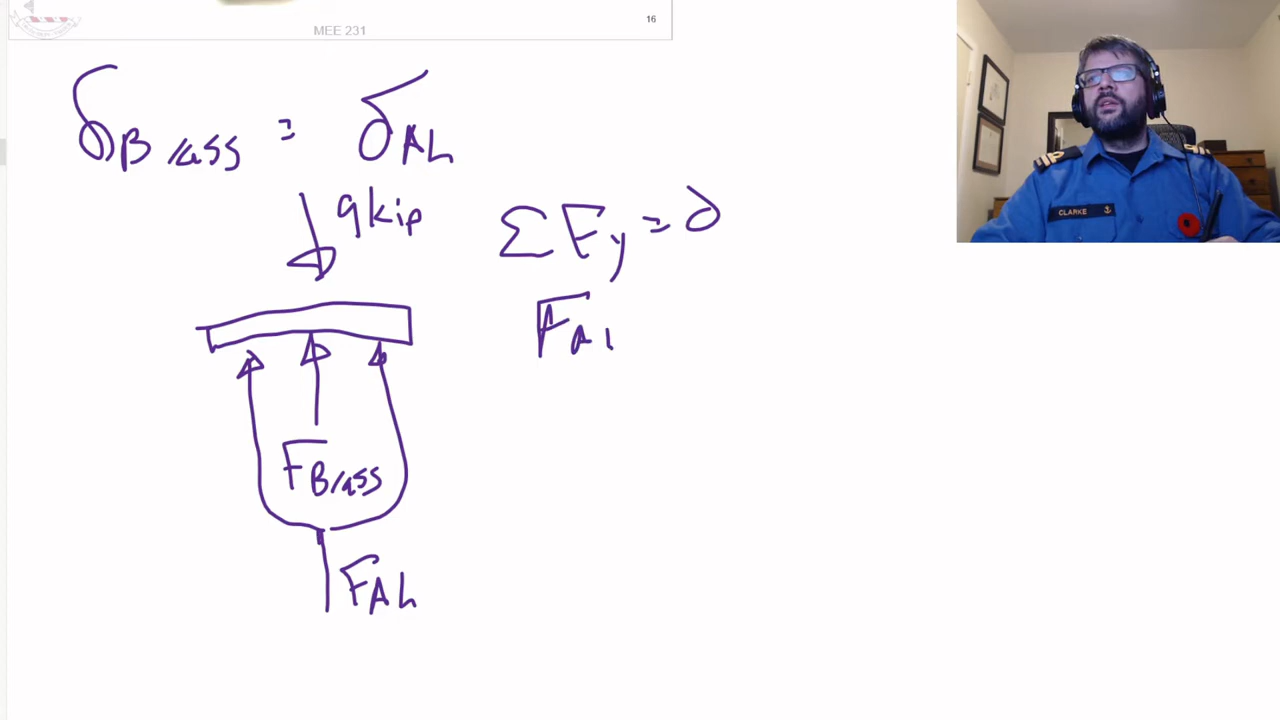 16
MEE 231
δBrass = δAL
9kip
ΣFy = 0
FAl
FBrass
FAL
CLARKE